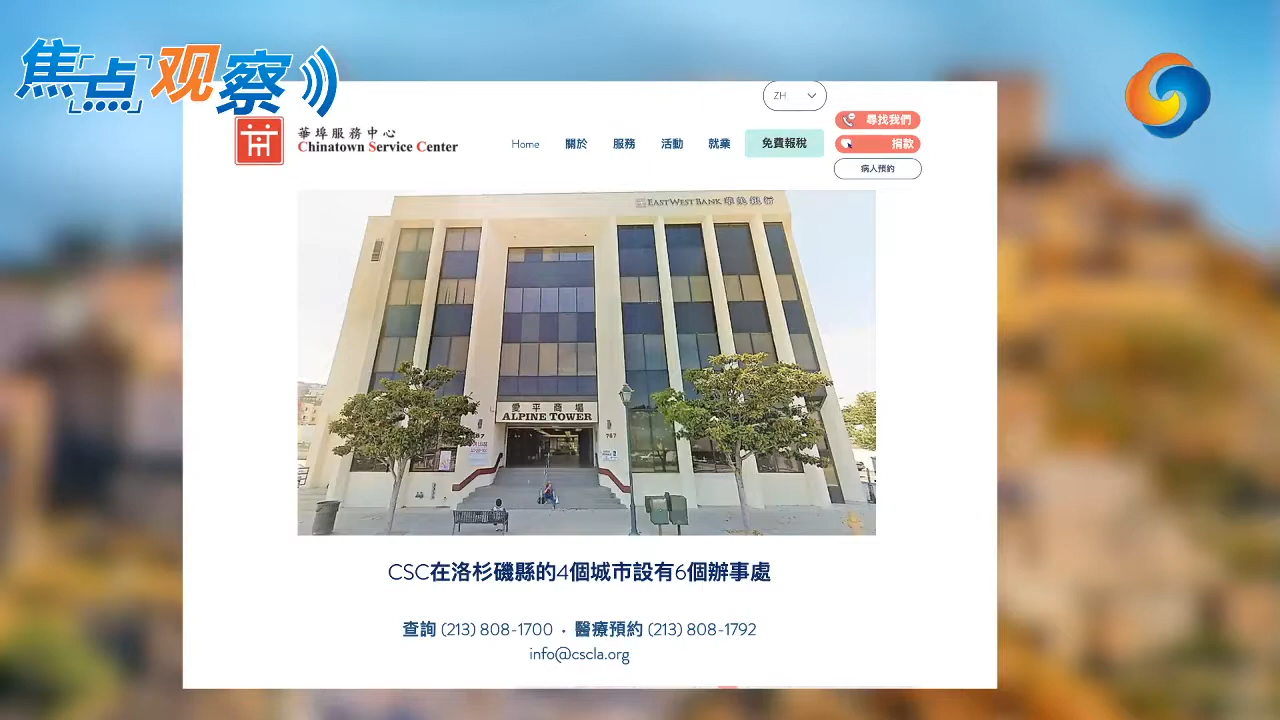 焦点观察
ZH
華埠服務中心
Chinatown Service Center
Home 關於 服務 活動 就業 免費報稅
尋找我們
捐款
病人預約
EASTWEST BANK 華美銀行
愛平商場
ALPINE TOWER
767
CSC在洛杉磯縣的4個城市設有6個辦事處
查詢 (213) 808-1700 · 醫療預約 (213) 808-1792
info@cscla.org